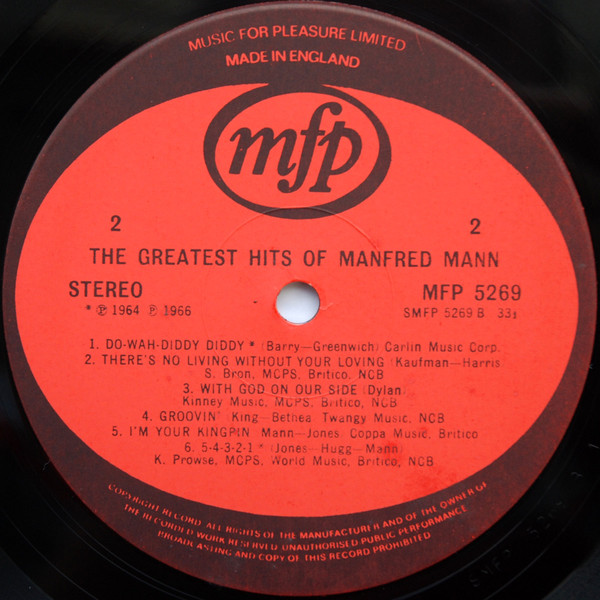 MUSIC FOR PLEASURE LIMITED
MADE IN ENGLAND
mfp
2 2
THE GREATEST HITS OF MANFRED MANN
STEREO MFP 5269
* ℗ 1964 ℗ 1966 SMFP 5269 B 33⅓
1. DO-WAH-DIDDY DIDDY * (Barry—Greenwich) Carlin Music Corp.
2. THERE'S NO LIVING WITHOUT YOUR LOVING (Kaufman—Harris
S. Bron, MCPS, Britico, NCB
3. WITH GOD ON OUR SIDE (Dylan)
Kinney Music, MCPS, Britico, NCB
4. GROOVIN' King—Bethea Twangy Music, NCB
5. I'M YOUR KINGPIN Mann—Jones, Coppa Music, Britico
6. 5-4-3-2-1 * (Jones—Hugg—Mann)
K. Prowse, MCPS, World Music, Britico, NCB
COPYRIGHT RECORD ALL RIGHTS OF THE MANUFACTURER AND OF THE OWNER OF
THE RECORDED WORK RESERVED. UNAUTHORISED PUBLIC PERFORMANCE
BROADCASTING AND COPY OF THIS RECORD PROHIBITED